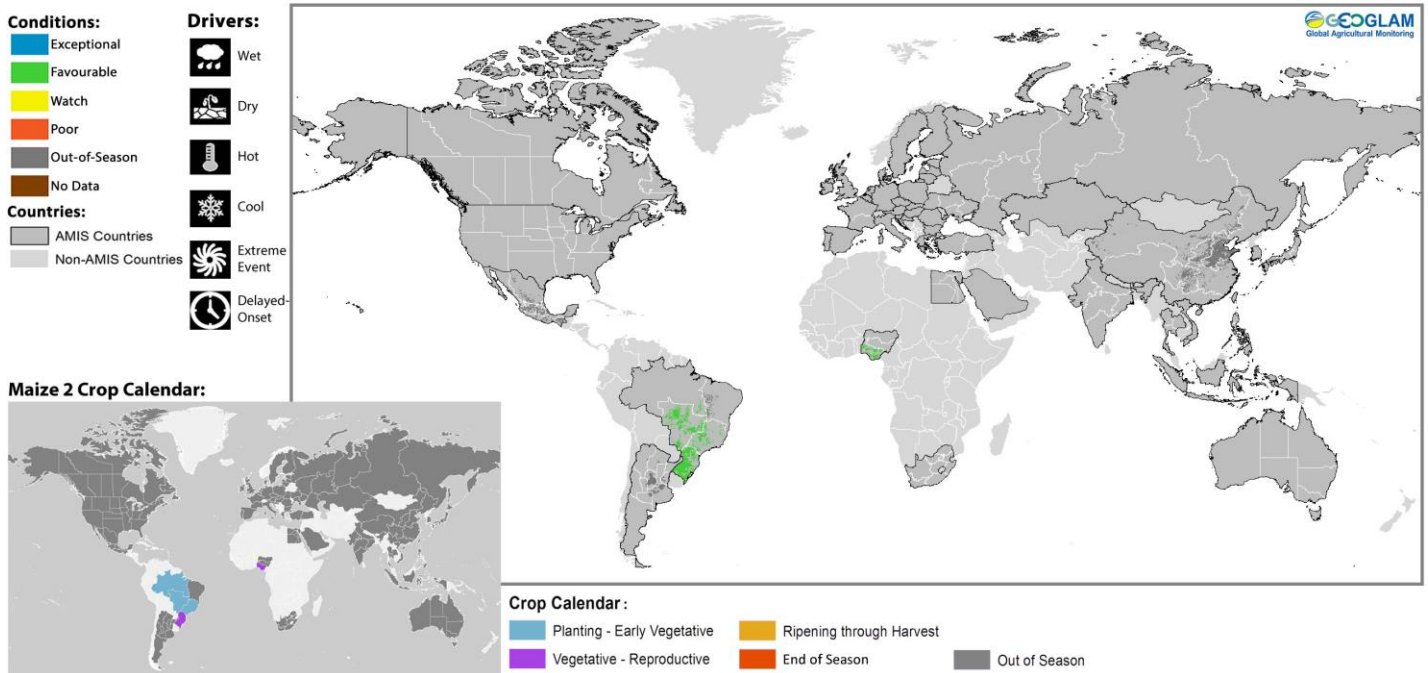 Conditions:
Exceptional
Favourable
Watch
Poor
Out-of-Season
No Data
Countries:
AMIS Countries
Non-AMIS Countries
Drivers:
Wet
Dry
Hot
Cool
Extreme
Event
Delayed-
Onset
GEOGLAM
Global Agricultural Monitoring
Maize 2 Crop Calendar:
Crop Calendar :
Planting - Early Vegetative
Ripening through Harvest
Vegetative - Reproductive
End of Season
Out of Season